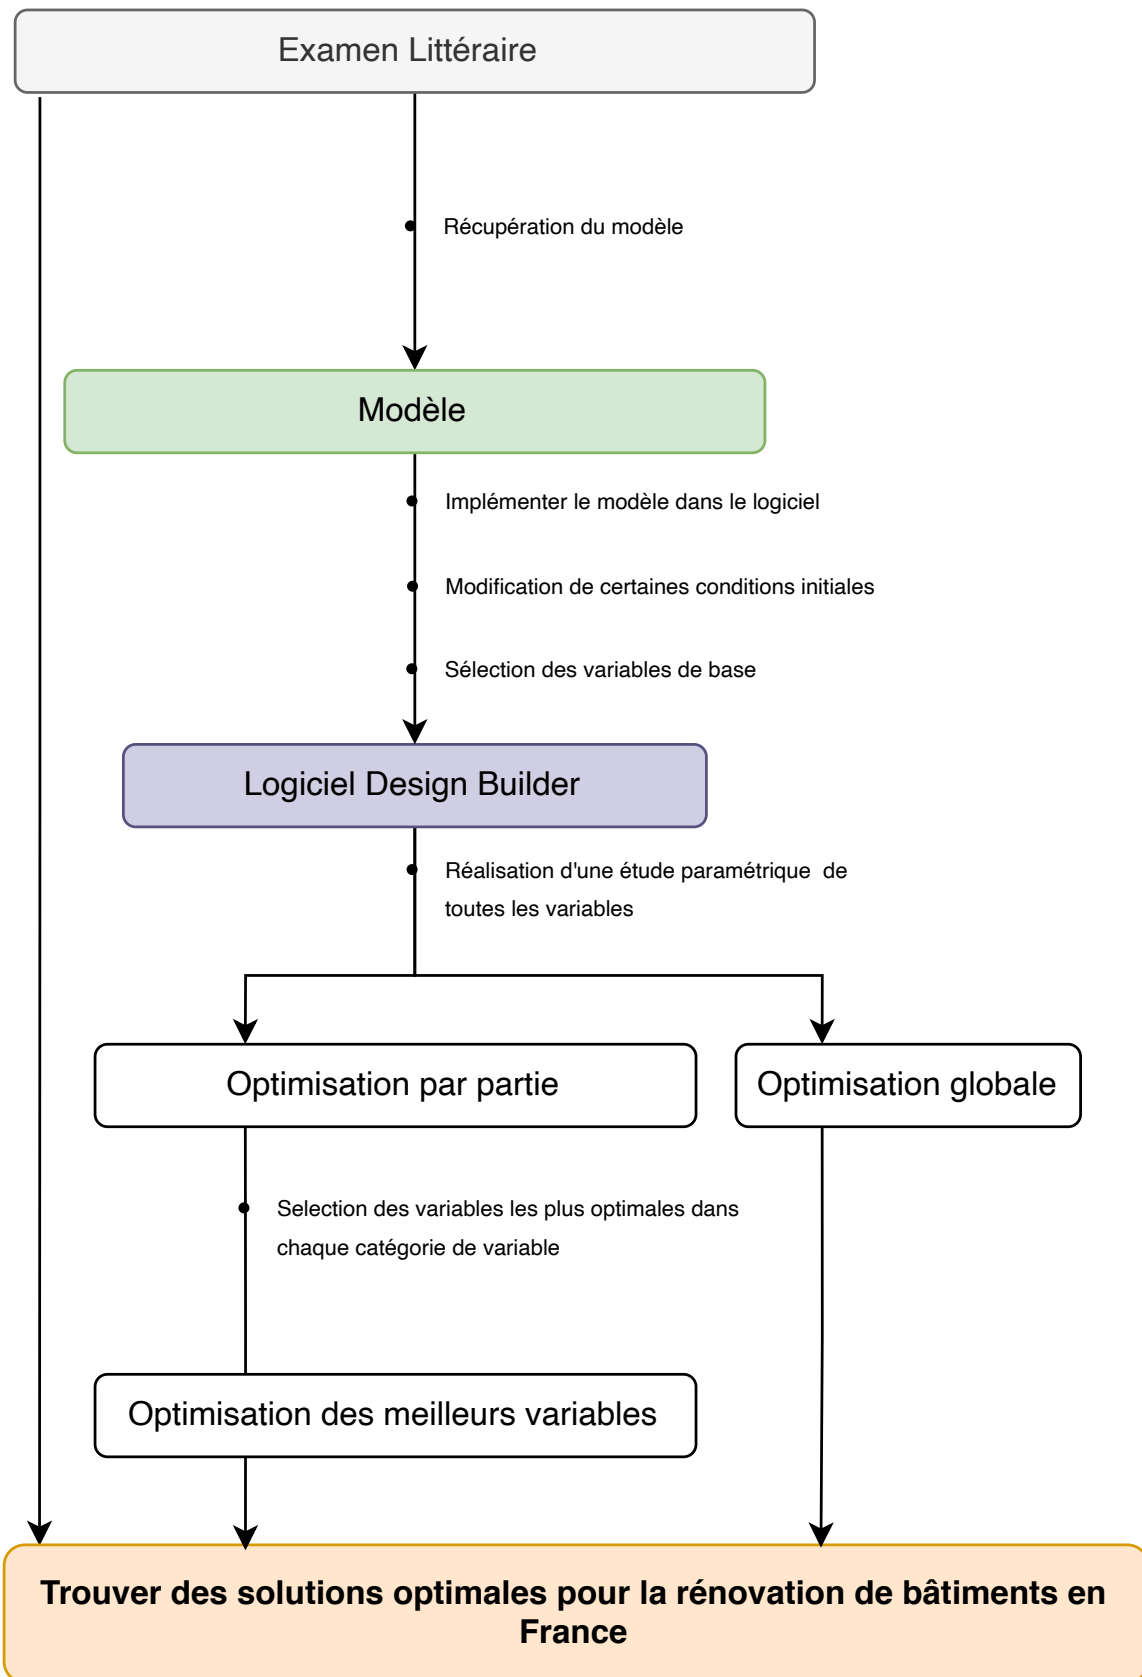 Examen Littéraire
Récupération du modèle
Modèle
Implémenter le modèle dans le logiciel
Modification de certaines conditions initiales
Sélection des variables de base
Logiciel Design Builder
Réalisation d'une étude paramétrique  de
toutes les variables
Optimisation par partie
Optimisation globale
Selection des variables les plus optimales dans
chaque catégorie de variable
Optimisation des meilleurs variables
Trouver des solutions optimales pour la rénovation de bâtiments en
France